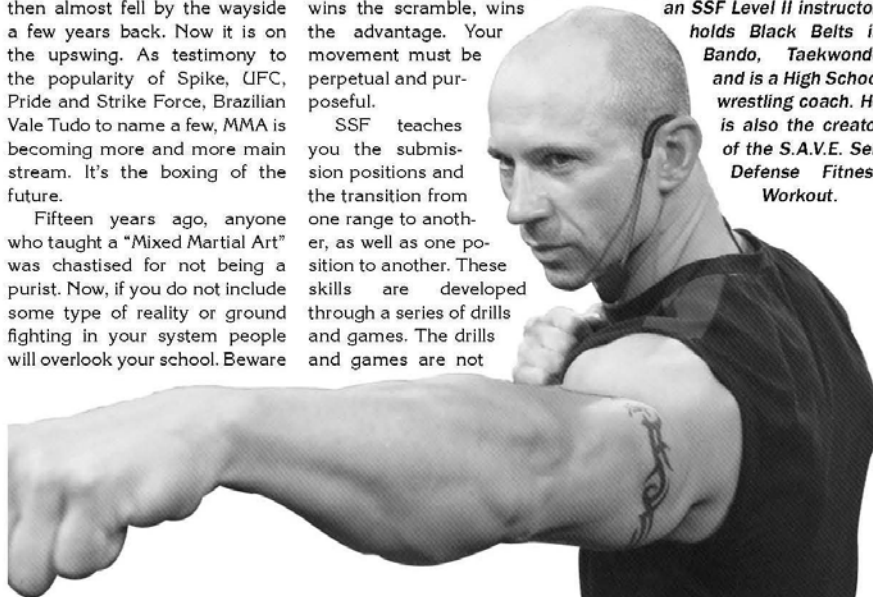 then almost fell by the wayside
a few years back. Now it is on
the upswing. As testimony to
the popularity of Spike, UFC,
Pride and Strike Force, Brazilian
Vale Tudo to name a few, MMA is
becoming more and more main
stream. It's the boxing of the
future.
Fifteen years ago, anyone
who taught a "Mixed Martial Art"
was chastised for not being a
purist. Now, if you do not include
some type of reality or ground
fighting in your system people
will overlook your school. Beware
wins the scramble, wins
the advantage. Your
movement must be
perpetual and pur-
poseful.
SSF teaches
you the submis-
sion positions and
the transition from
one range to anoth-
er, as well as one po-
sition to another. These
skills are developed
through a series of drills
and games. The drills
and games are not
an SSF Level II instructo
holds Black Belts i
Bando, Taekwond
and is a High Schoo
wrestling coach. H
is also the creato
of the S.A.V.E. Sel
Defense Fitnes
Workout.